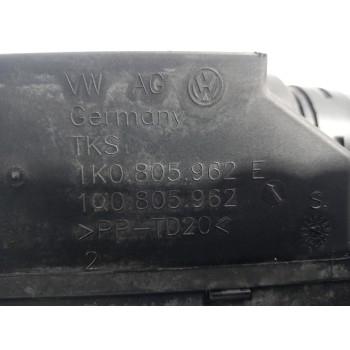 VW AG
Germany
TKS
1K0.805.962 E
1Q0.805.962 S.
>PP-TD20<
2